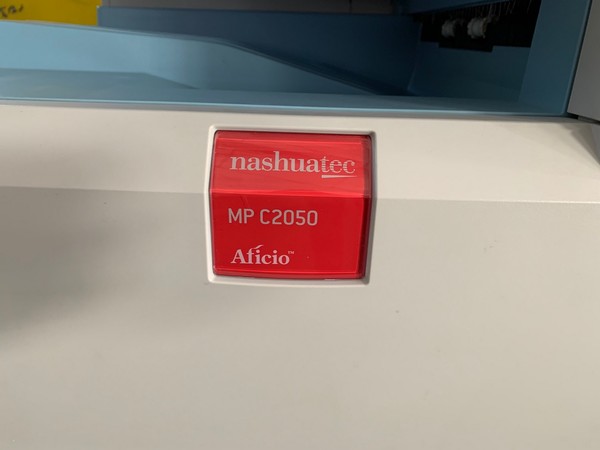 nashuatec
MP C2050
Aficio™